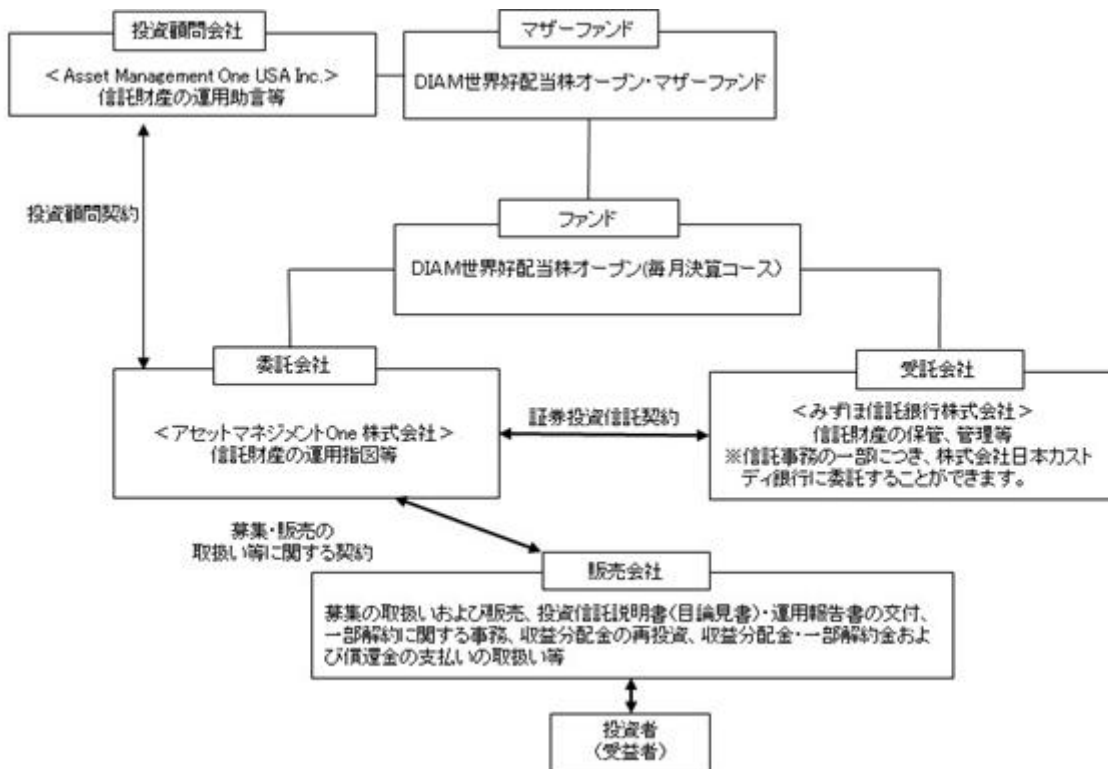 投資顧問会社
＜Asset Management One USA Inc.＞
信託財産の運用助言等
マザーファンド
DIAM世界好配当株オープン・マザーファンド
投資顧問契約
ファンド
DIAM世界好配当株オープン(毎月決算コース)
委託会社
＜アセットマネジメントOne 株式会社＞
信託財産の運用指図等
証券投資信託契約
受託会社
＜みずほ信託銀行株式会社＞
信託財産の保管、管理等
※信託事務の一部につき、株式会社日本カスト
ディ銀行に委託することができます。
募集・販売の
取扱い等に関する契約
販売会社
募集の取扱いおよび販売、投資信託説明書(目論見書)・運用報告書の交付、
一部解約に関する事務、収益分配金の再投資、収益分配金・一部解約金およ
び償還金の支払いの取扱い等
投資者
(受益者)